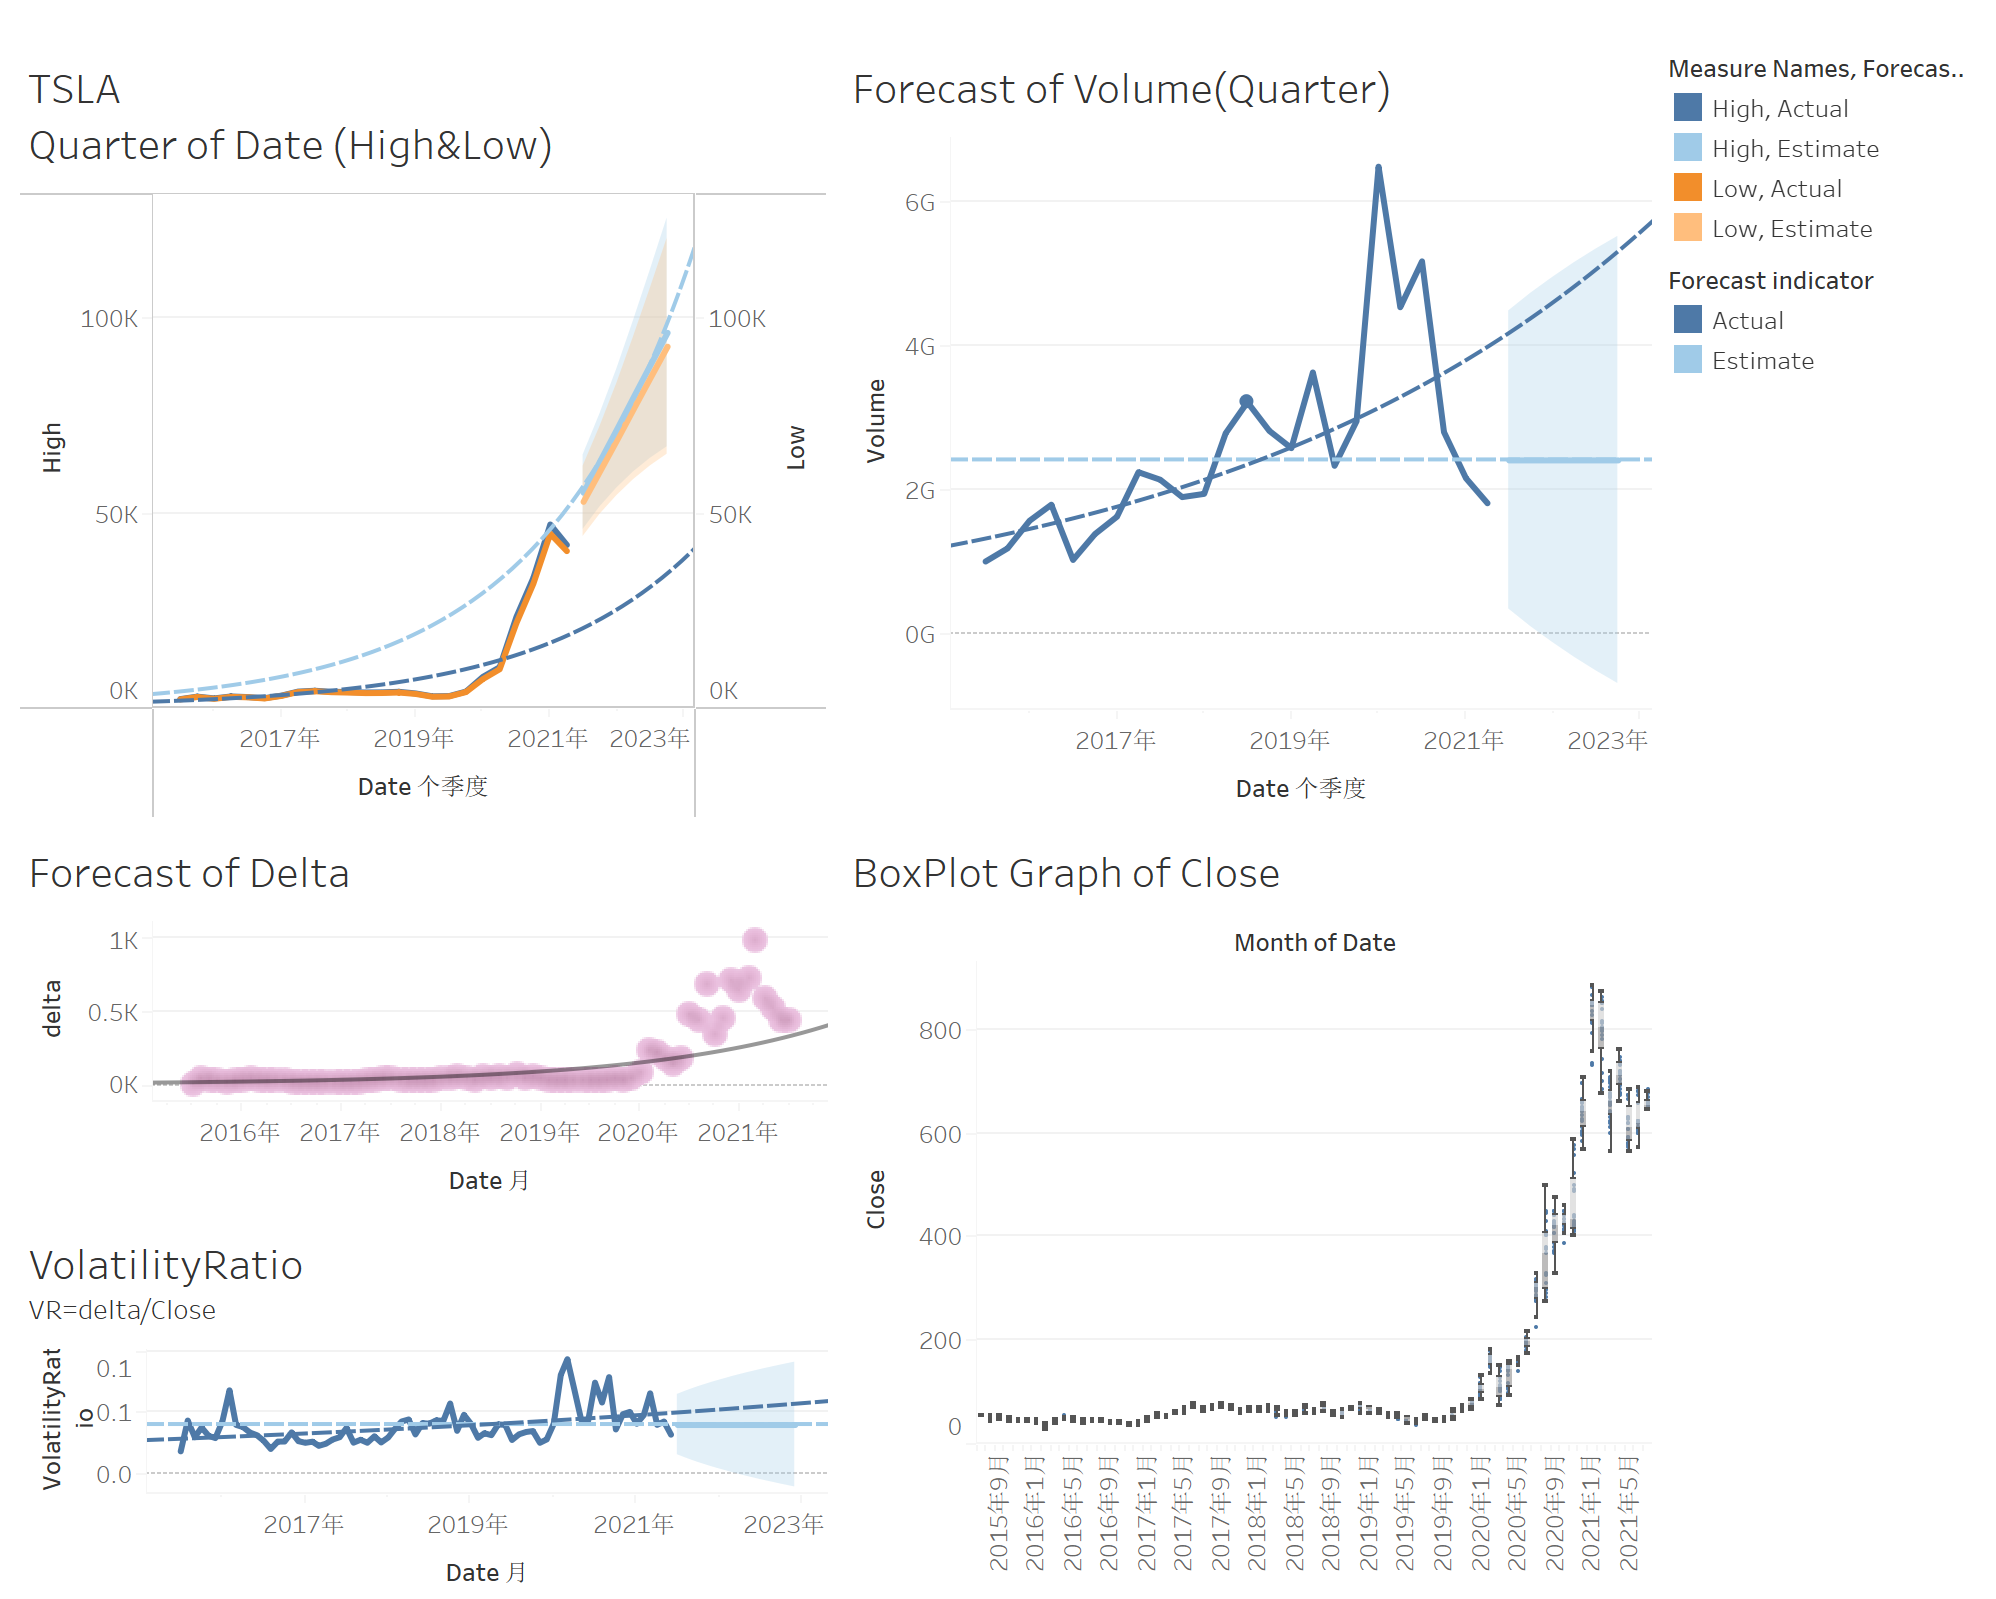 TSLA
Quarter of Date (High&Low)
High
100K
50K
0K
100K
50K
0K
Low
2017年
2019年
2021年
2023年
Date 个季度
Forecast of Volume(Quarter)
Volume
6G
4G
2G
0G
2017年
2019年
2021年
2023年
Date 个季度
Measure Names, Forecas..
High, Actual
High, Estimate
Low, Actual
Low, Estimate
Forecast indicator
Actual
Estimate
Forecast of Delta
delta
1K
0.5K
0K
2016年
2017年
2018年
2019年
2020年
2021年
Date 月
VolatilityRatio
VR=delta/Close
VolatilityRat
io
0.1
0.1
0.0
2017年
2019年
2021年
2023年
Date 月
BoxPlot Graph of Close
Month of Date
Close
800
600
400
200
0
2015年9月
2016年1月
2016年5月
2016年9月
2017年1月
2017年5月
2017年9月
2018年1月
2018年5月
2018年9月
2019年1月
2019年5月
2019年9月
2020年1月
2020年5月
2020年9月
2021年1月
2021年5月